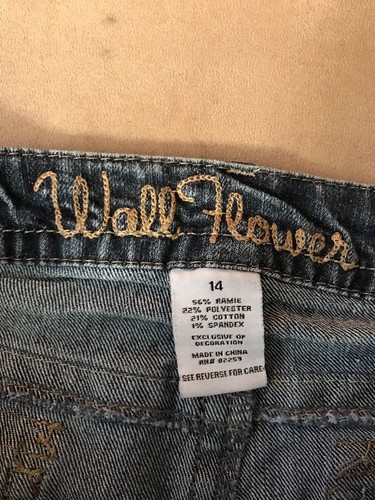 Wall Flower
14
56% RAMIE
22% POLYESTER
21% COTTON
1% SPANDEX
EXCLUSIVE OF
DECORATION
MADE IN CHINA
RN# 82259
SEE REVERSE FOR CARE